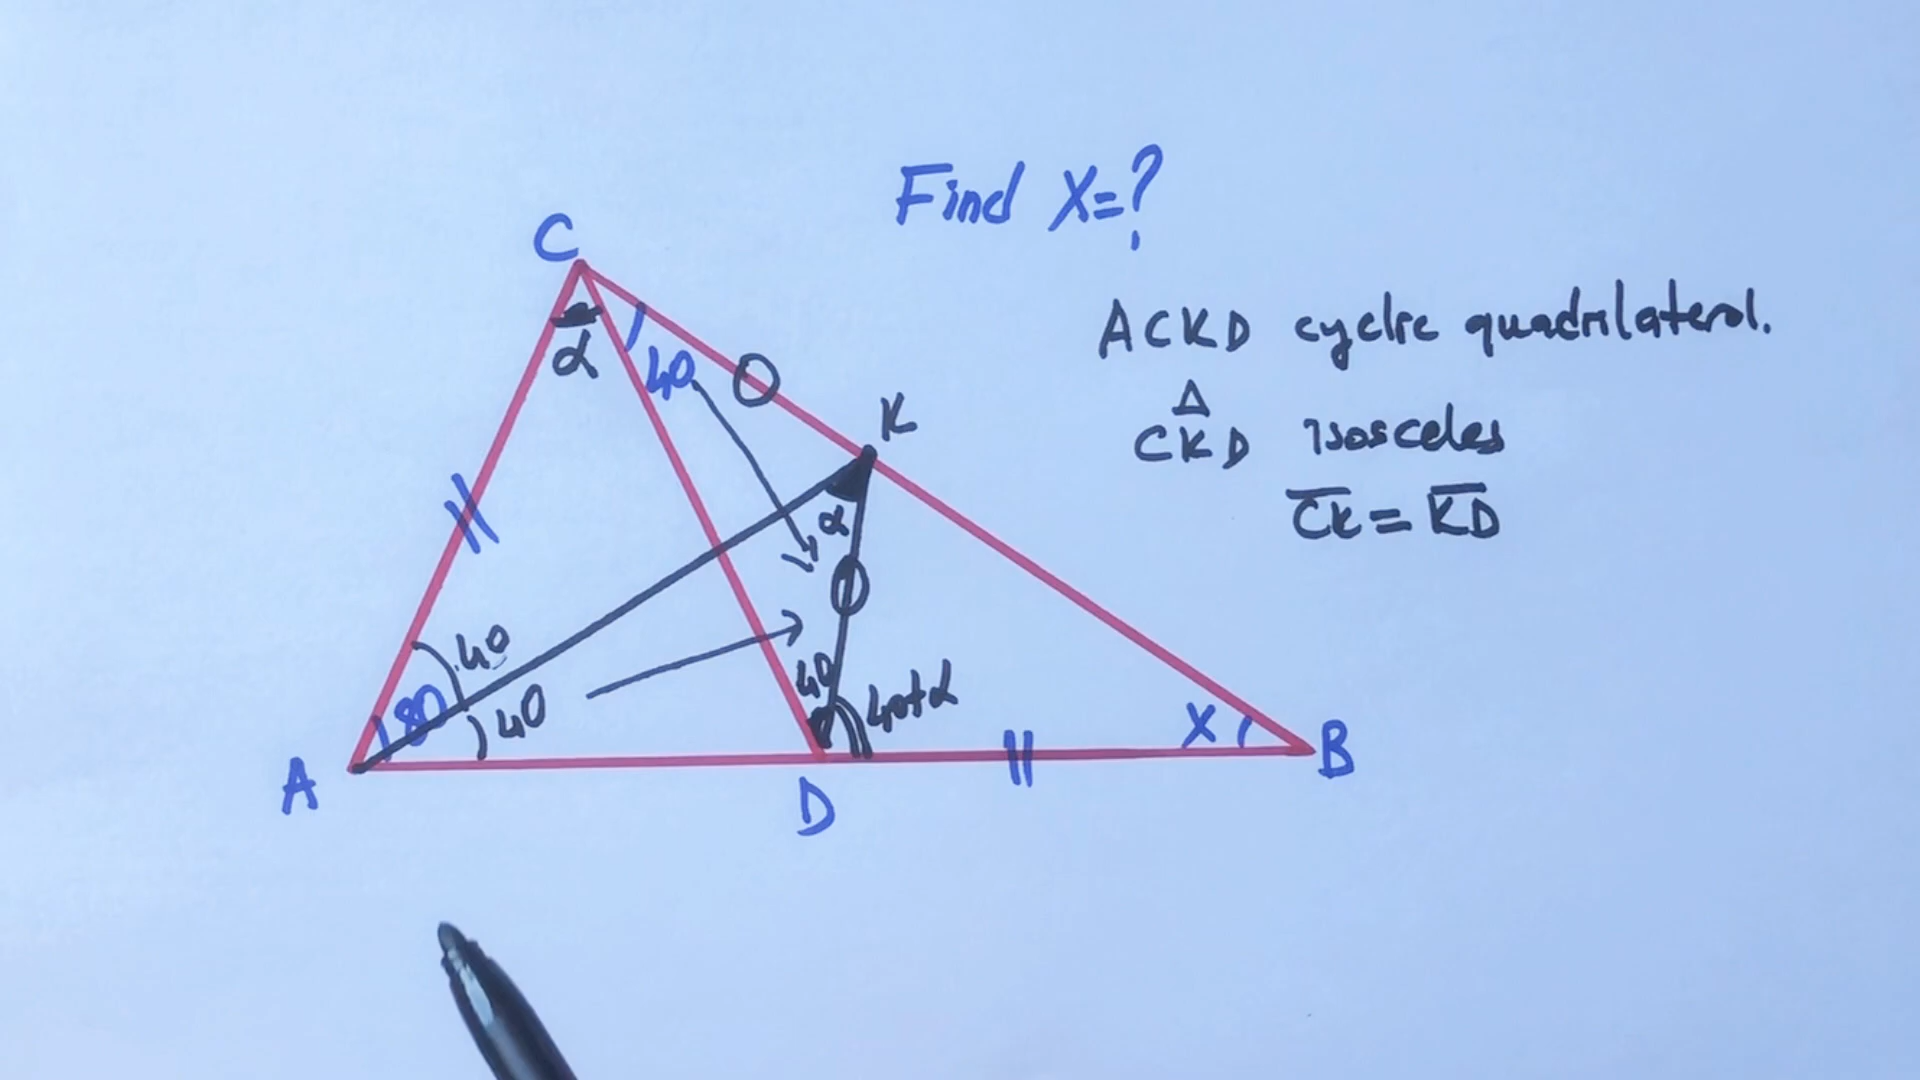 Find X=?
C
ACKD cyclic quadrilateral.
α
40
K
Δ
CKD isosceles
CK = KD
α
40
40
40+α
80
40
X
A
D
B